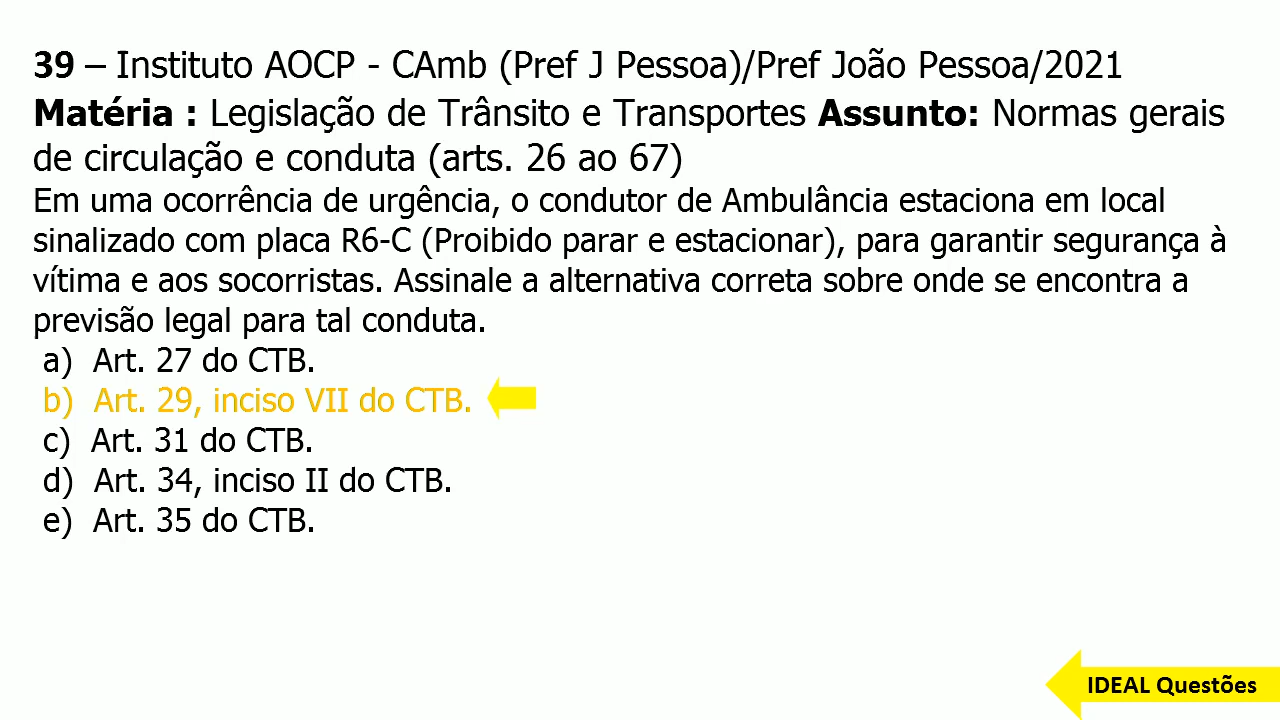 39 – Instituto AOCP - CAmb (Pref J Pessoa)/Pref João Pessoa/2021
Matéria : Legislação de Trânsito e Transportes Assunto: Normas gerais
de circulação e conduta (arts. 26 ao 67)
Em uma ocorrência de urgência, o condutor de Ambulância estaciona em local
sinalizado com placa R6-C (Proibido parar e estacionar), para garantir segurança à
vítima e aos socorristas. Assinale a alternativa correta sobre onde se encontra a
previsão legal para tal conduta.
a) Art. 27 do CTB.
b) Art. 29, inciso VII do CTB.
c) Art. 31 do CTB.
d) Art. 34, inciso II do CTB.
e) Art. 35 do CTB.
IDEAL Questões